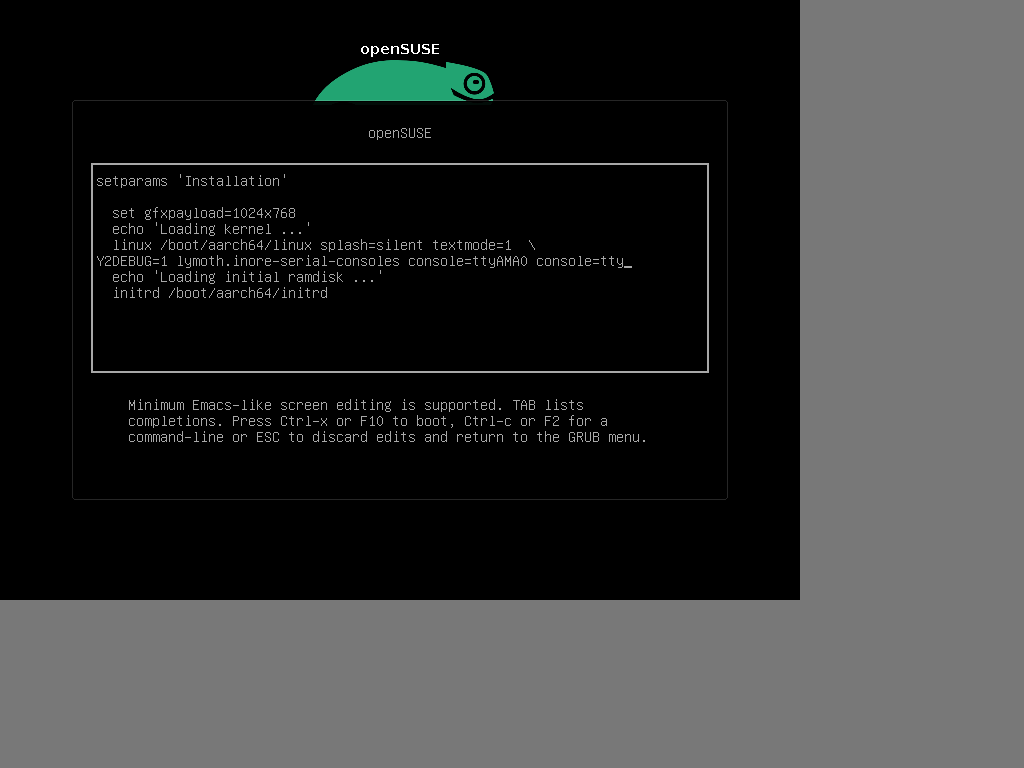 openSUSE
openSUSE
setparams 'Installation'
set gfxpayload=1024x768
echo 'Loading kernel ...'
linux /boot/aarch64/linux splash=silent textmode=1  \
Y2DEBUG=1 lymoth.inore-serial-consoles console=ttyAMA0 console=tty_
echo 'Loading initial ramdisk ...'
initrd /boot/aarch64/initrd
Minimum Emacs-like screen editing is supported. TAB lists
completions. Press Ctrl-x or F10 to boot, Ctrl-c or F2 for a
command-line or ESC to discard edits and return to the GRUB menu.